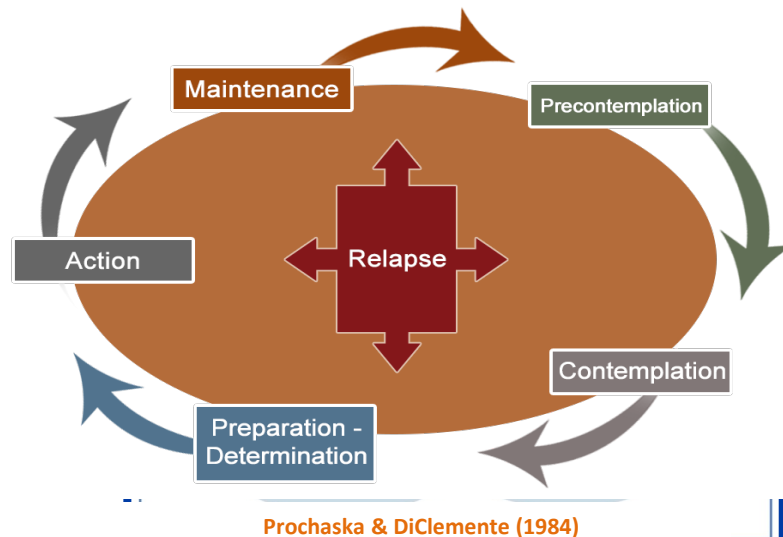 Maintenance
Precontemplation
Action
Relapse
Contemplation
Preparation -
Determination
Prochaska & DiClemente (1984)